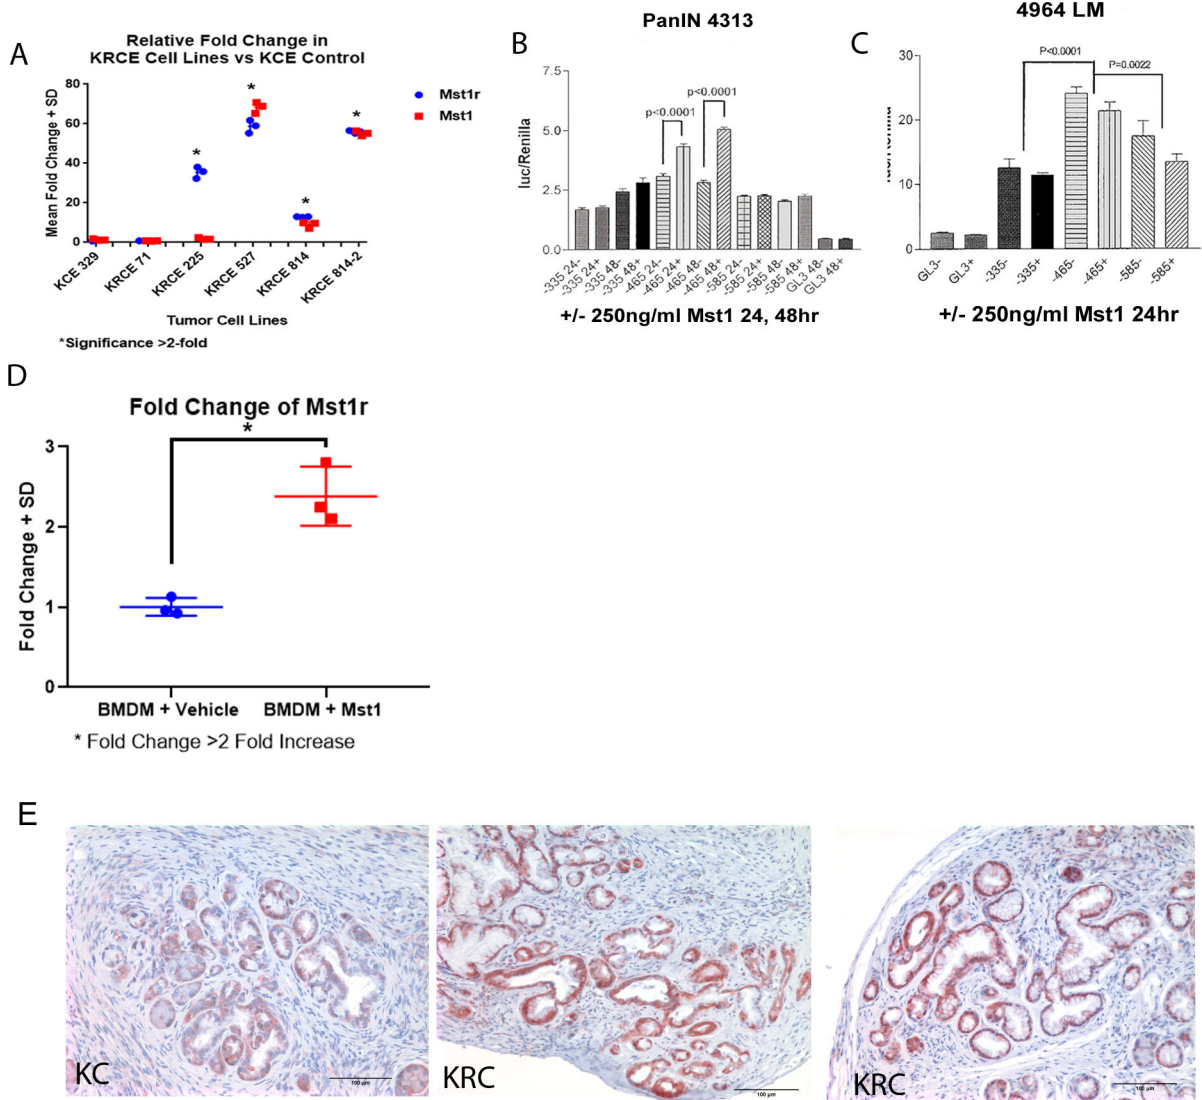 A
Relative Fold Change in
KRCE Cell Lines vs KCE Control
Mean Fold Change + SD
80
60
40
20
0
*
*
*
*
Mst1r
Mst1
KCE 329
KRCE 71
KRCE 225
KRCE 527
KRCE 814
KRCE 814-2
Tumor Cell Lines
*Significance >2-fold
B
PanIN 4313
luc/Renilla
7.5
5.0
2.5
0.0
p<0.0001
p<0.0001
-335 24-
-335 24+
-335 48-
-335 48+
-465 24-
-465 24+
-465 48-
-465 48+
-585 24-
-585 24+
-585 48-
-585 48+
GL3 48-
GL3 48+
+/- 250ng/ml Mst1 24, 48hr
C
4964 LM
30
20
10
0
P<0.0001
P=0.0022
GL3-
GL3+
-335-
-335+
-465-
-465+
-585-
-585+
+/- 250ng/ml Mst1 24hr
D
Fold Change of Mst1r
*
Fold Change + SD
3
2
1
0
BMDM + Vehicle
BMDM + Mst1
* Fold Change >2 Fold Increase
E
KC
100 µm
KRC
100 µm
KRC
100 µm